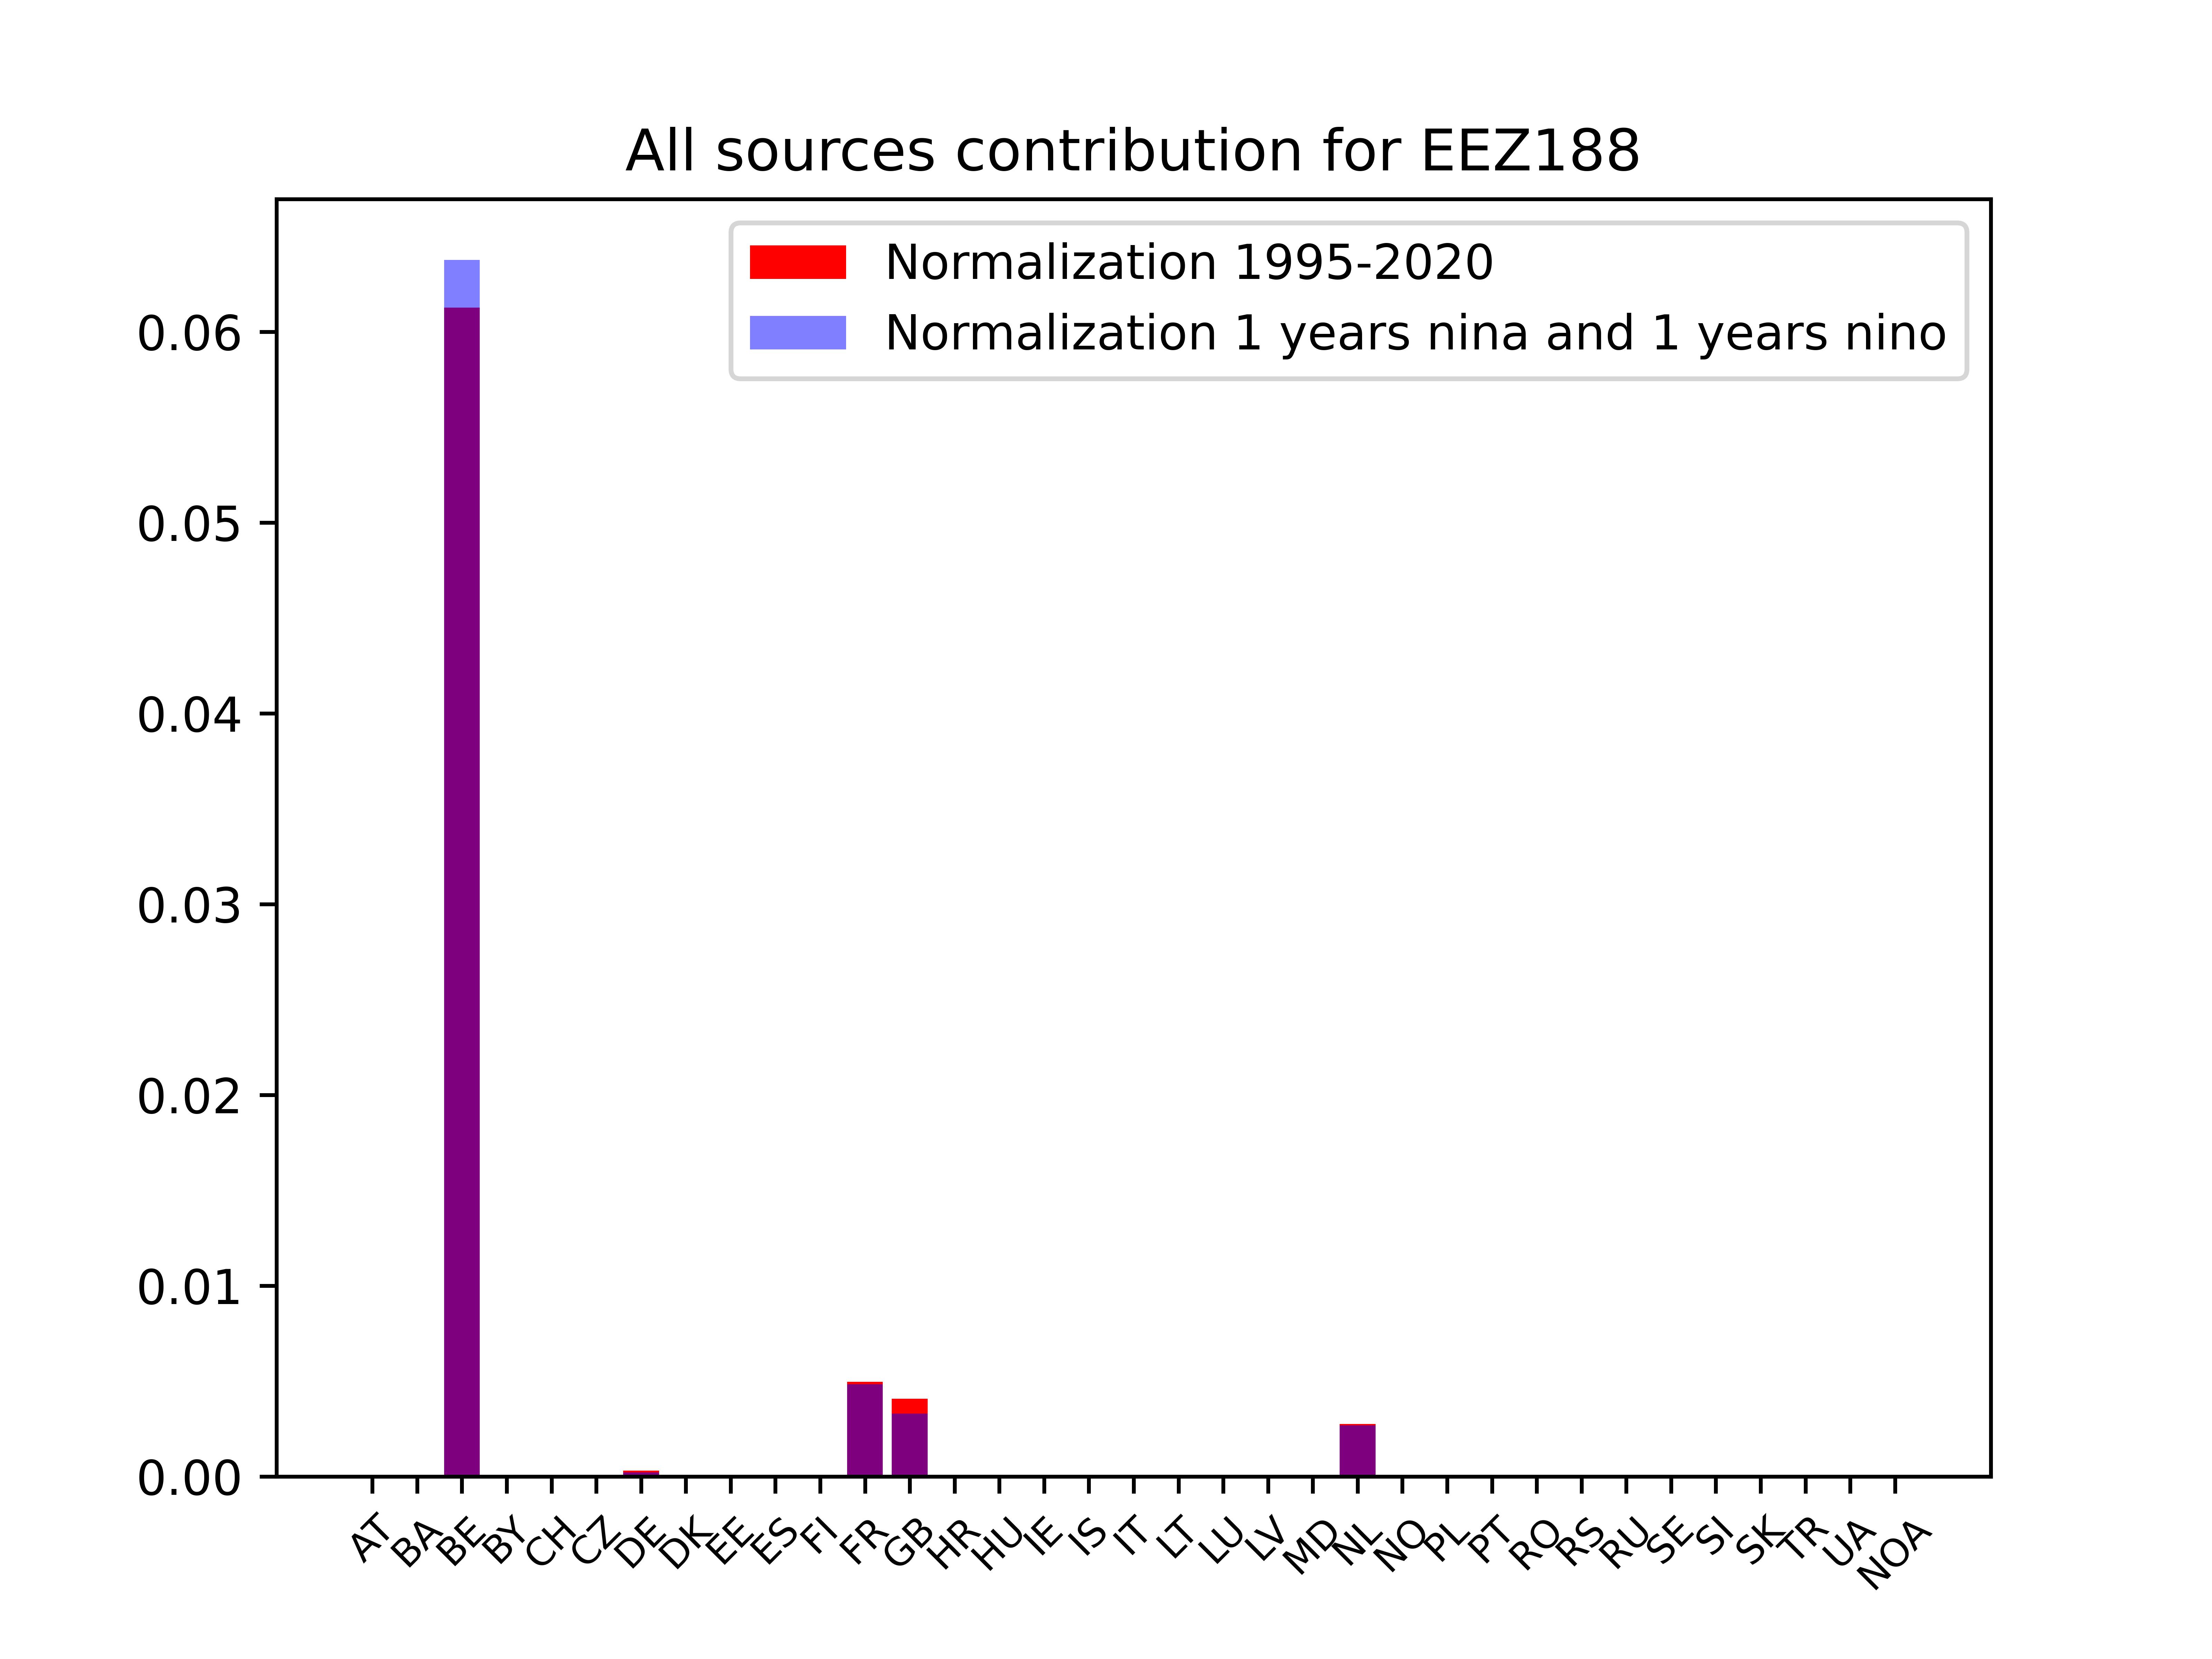 All sources contribution for EEZ188
Normalization 1995-2020
Normalization 1 years nina and 1 years nino
0.06
0.05
0.04
0.03
0.02
0.01
0.00
AT BA BE BY CH CZ DE DK EE ES FI FR GB HR HU IE IS IT LT LU LV MD NL NO PL PT RO RS RU SE SI SK TR UA NOA